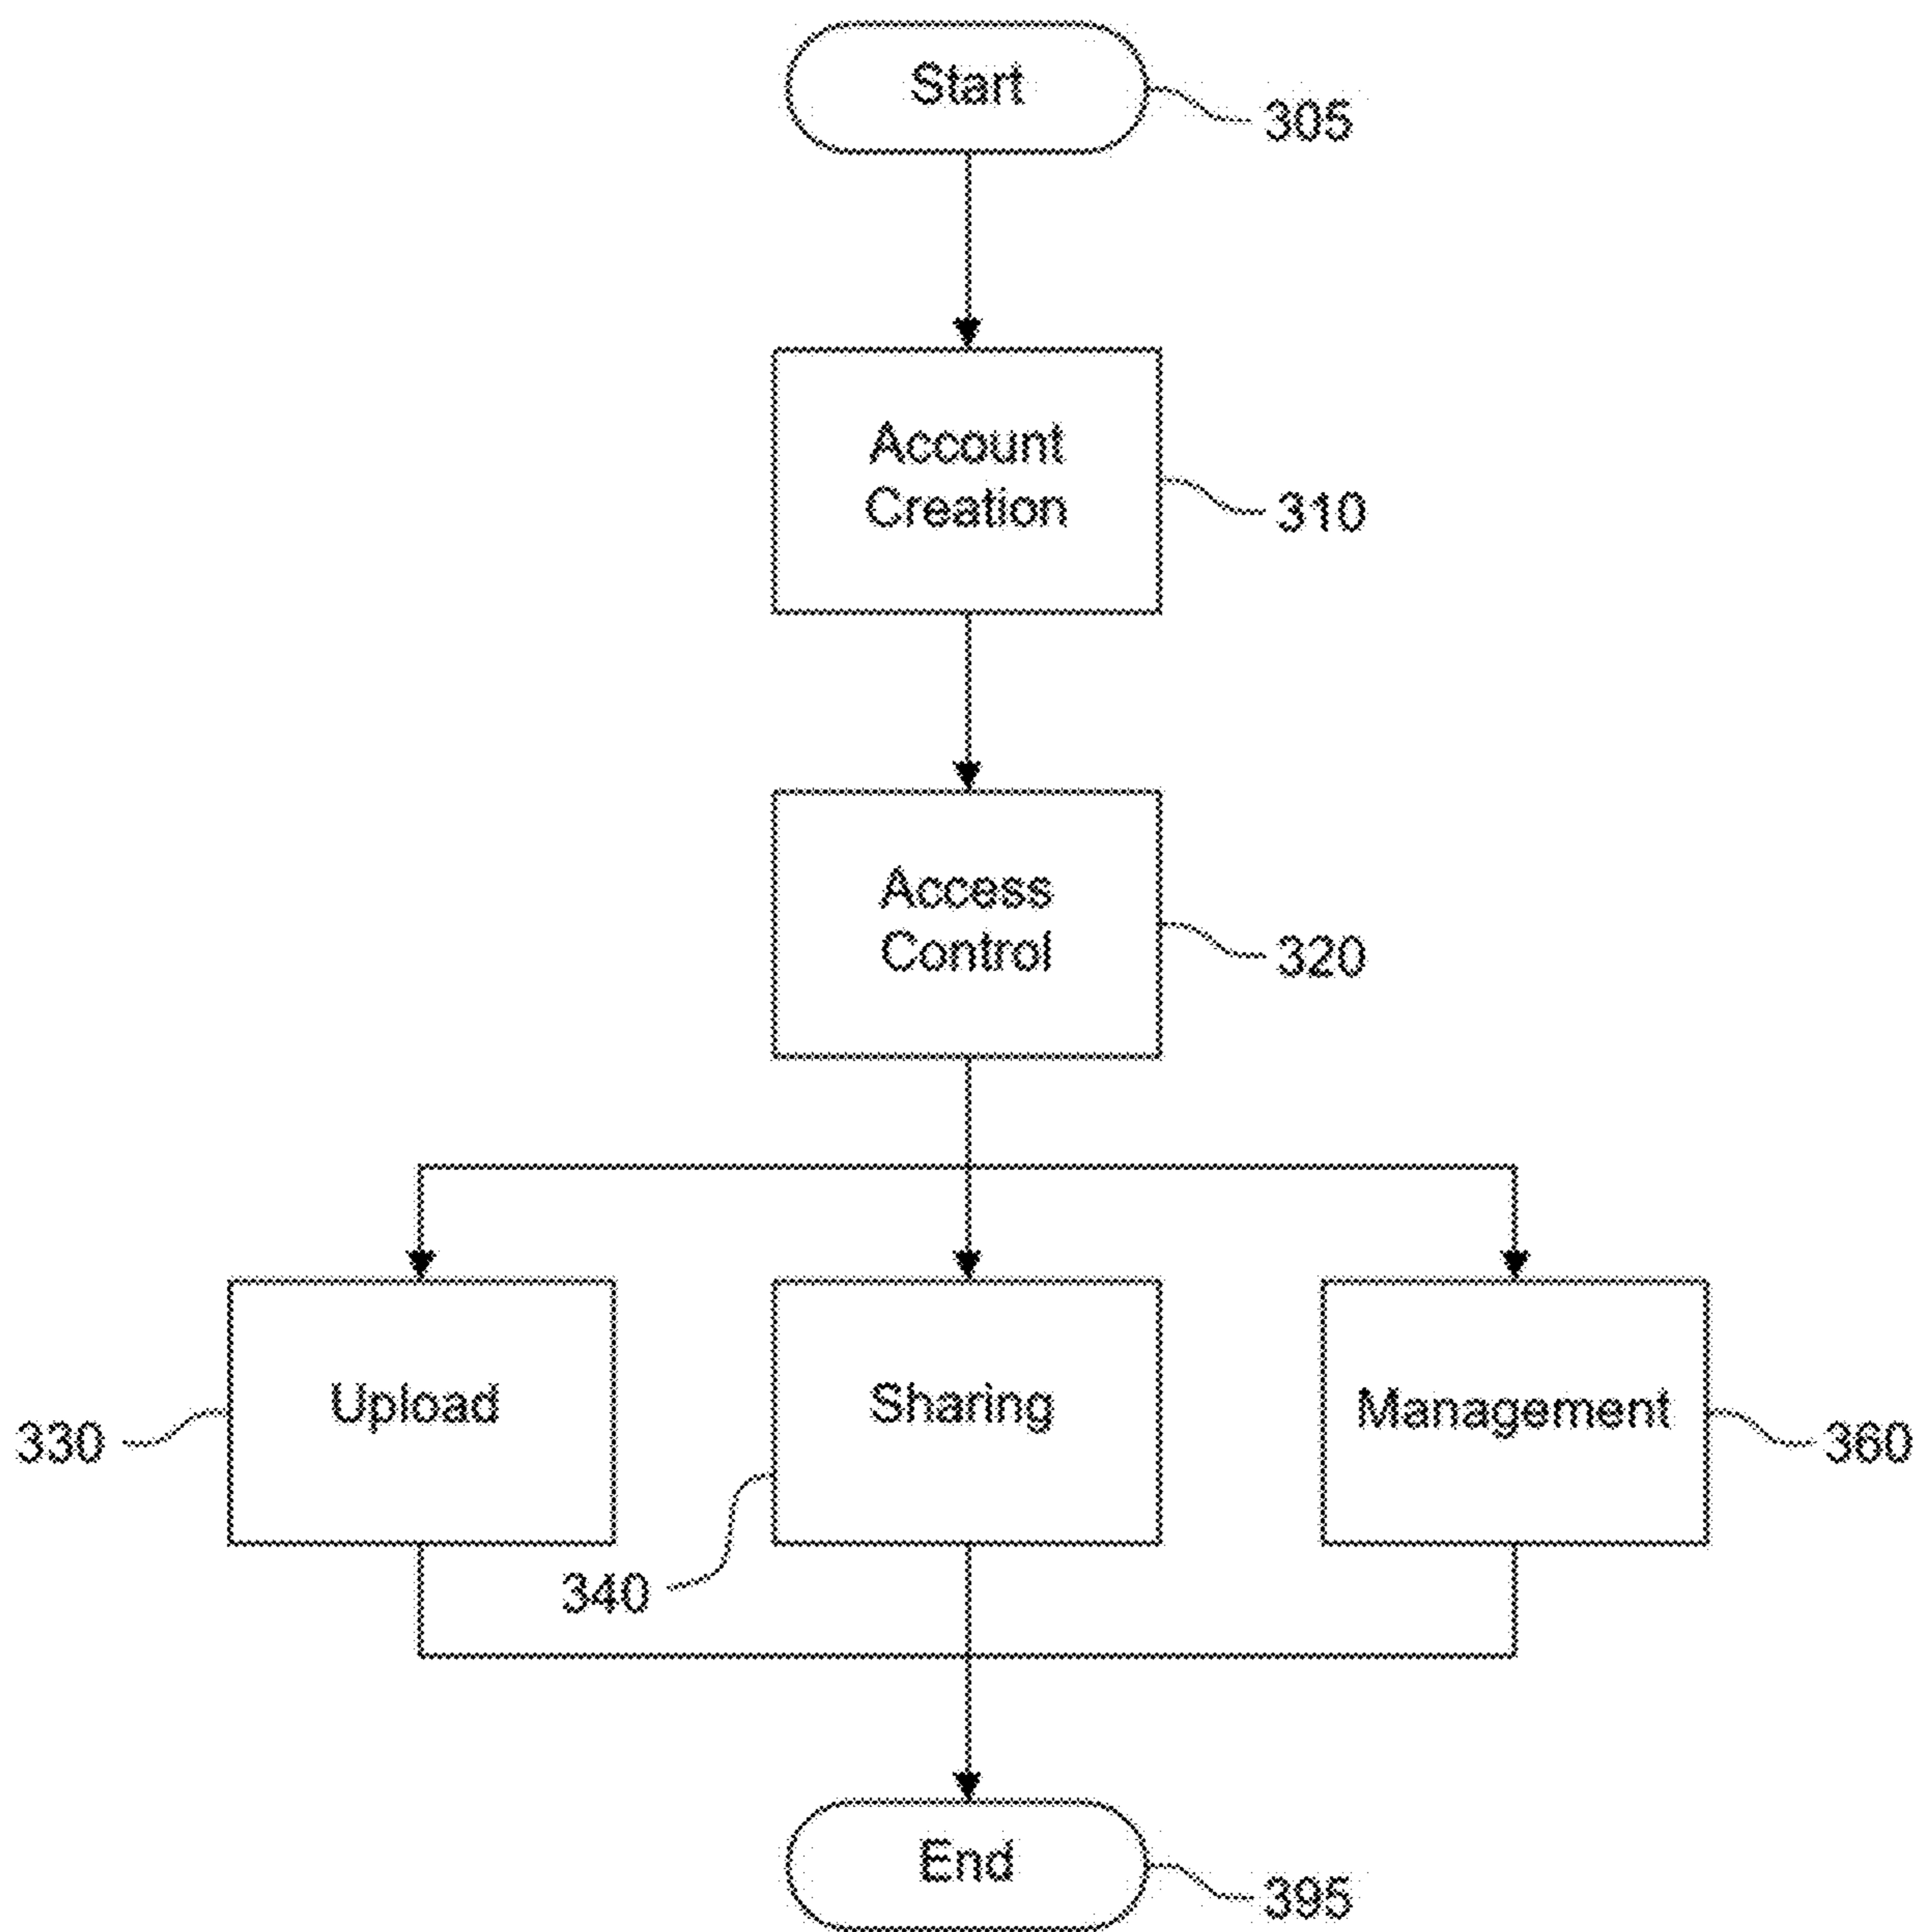 Start
305
Account
Creation
310
Access
Control
320
Upload
Sharing
Management
330
360
340
End
395